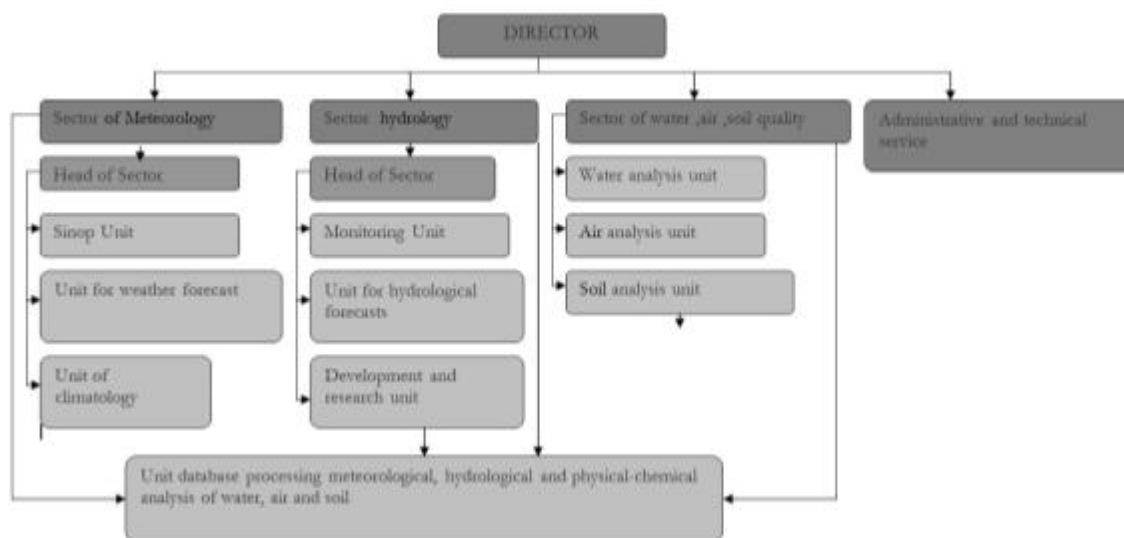 DIRECTOR
Sector of Meteorology
Sector hydrology
Sector of water ,air ,soil quality
Administrative and technical
service
Head of Sector
Head of Sector
Water analysis unit
Sinop Unit
Monitoring Unit
Air analysis unit
Unit for weather forecast
Unit for hydrological
forecasts
Soil analysis unit
Unit of
climatology
Development and
research unit
Unit database processing meteorological, hydrological and physical-chemical
analysis of water, air and soil